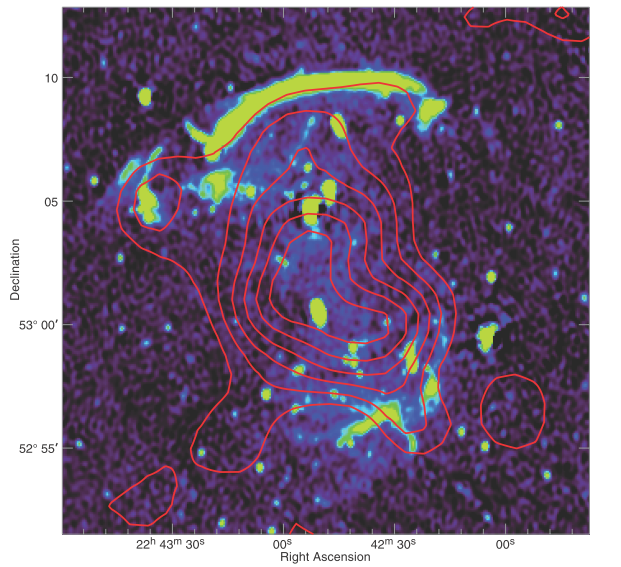 10
05
53° 00′
52° 55′
Declination
22ʰ 43ᵐ 30ˢ 00ˢ 42ᵐ 30ˢ 00ˢ
Right Ascension